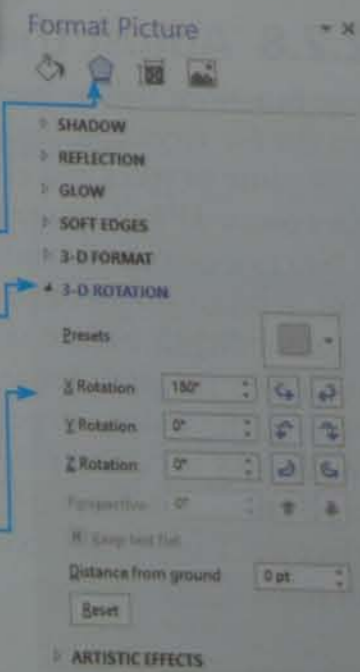 Format Picture
SHADOW
REFLECTION
GLOW
SOFT EDGES
3-D FORMAT
3-D ROTATION
Presets
X Rotation 180°
Y Rotation 0°
Z Rotation 0°
Perspective 0°
Keep text flat
Distance from ground 0 pt
Reset
ARTISTIC EFFECTS